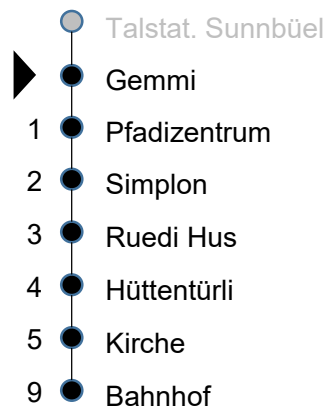 Talstat. Sunnbüel
Gemmi
1 Pfadizentrum
2 Simplon
3 Ruedi Hus
4 Hüttentürli
5 Kirche
9 Bahnhof